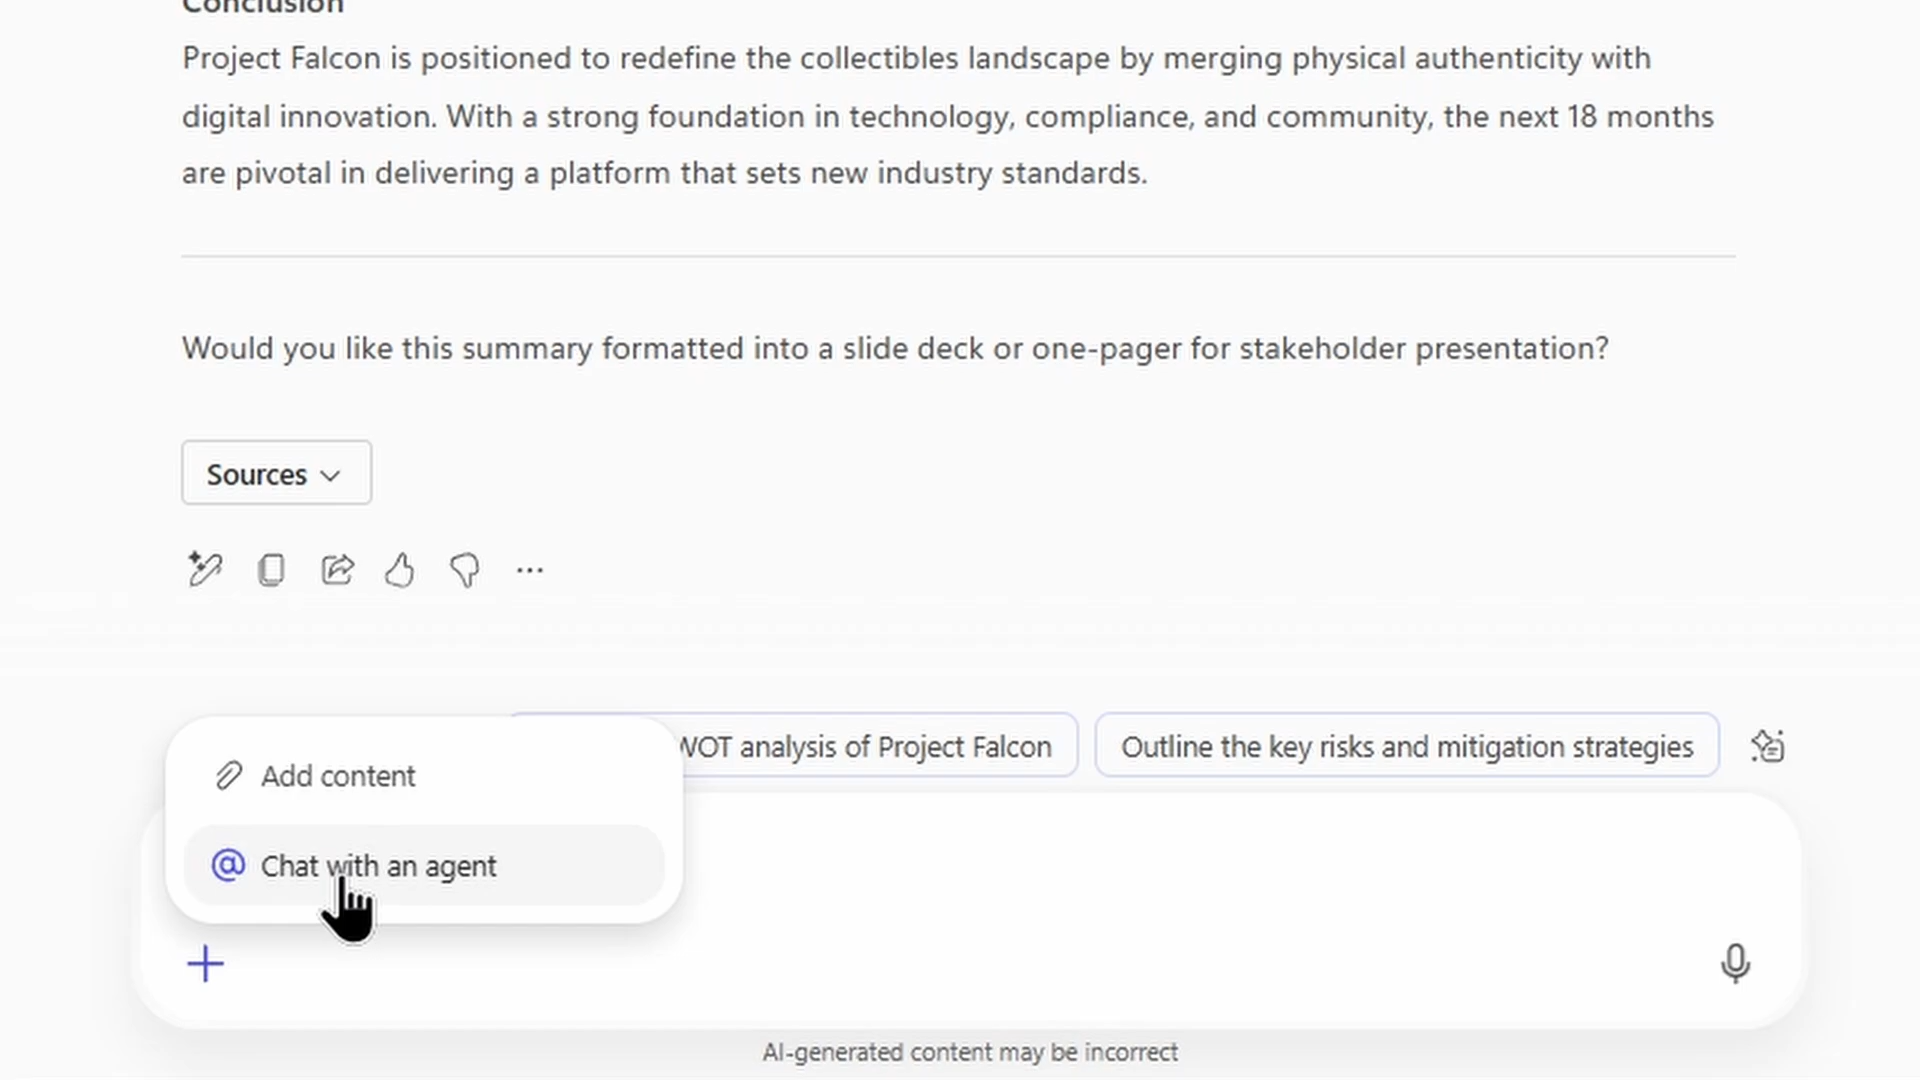 Conclusion
Project Falcon is positioned to redefine the collectibles landscape by merging physical authenticity with
digital innovation. With a strong foundation in technology, compliance, and community, the next 18 months
are pivotal in delivering a platform that sets new industry standards.
Would you like this summary formatted into a slide deck or one-pager for stakeholder presentation?
Sources
WOT analysis of Project Falcon
Outline the key risks and mitigation strategies
Add content
@ Chat with an agent
AI-generated content may be incorrect